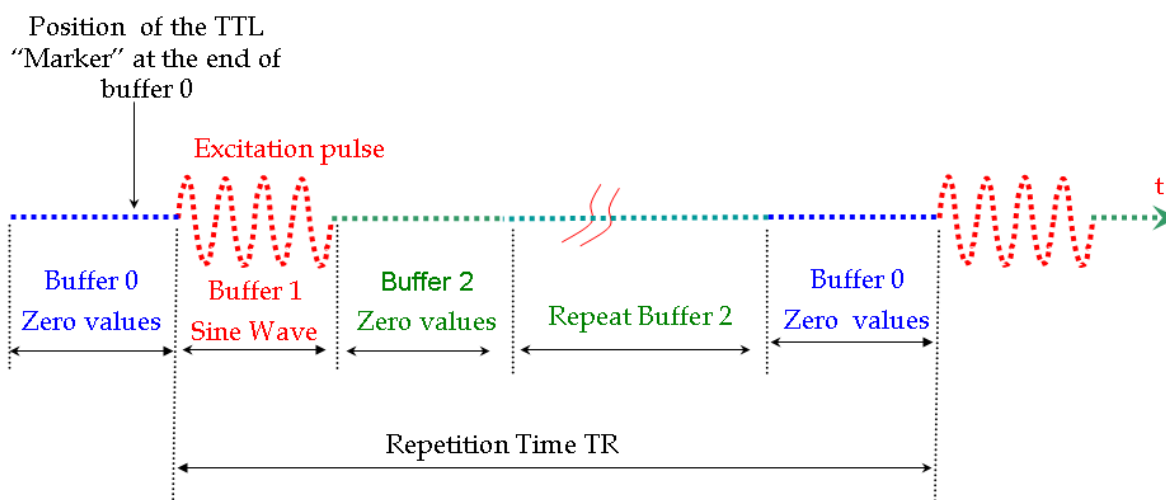 Position of the TTL
“Marker” at the end of
buffer 0
Excitation pulse
t
Buffer 0
Zero values
Buffer 1
Sine Wave
Buffer 2
Zero values
Repeat Buffer 2
Buffer 0
Zero values
Repetition Time TR